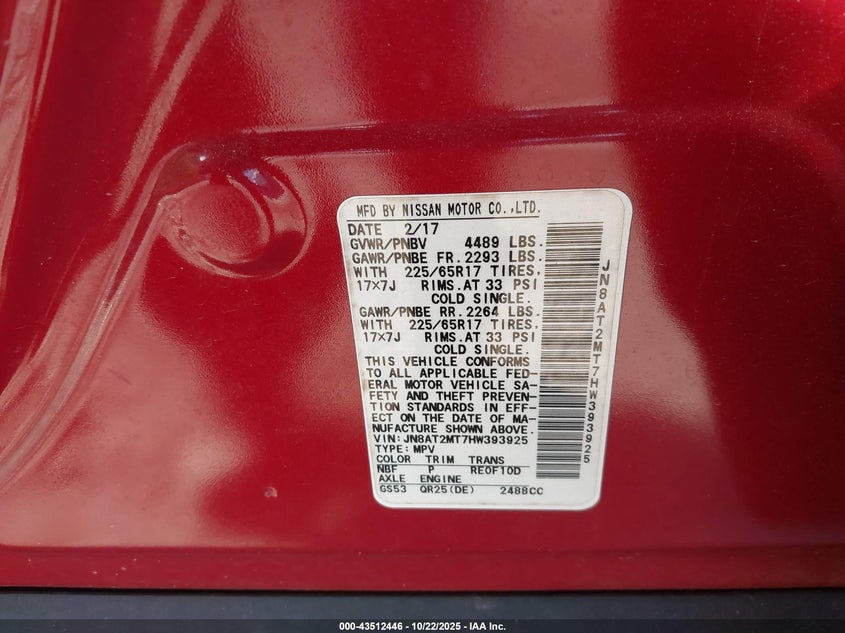 MFD BY NISSAN MOTOR CO.,LTD.
DATE 2/17
GVWR/PNBV 4489 LBS.
GAWR/PNBE FR. 2293 LBS.
WITH 225/65R17 TIRES,
17×7J RIMS.AT 33 PSI
COLD SINGLE.
GAWR/PNBE RR. 2264 LBS.
WITH 225/65R17 TIRES,
17×7J RIMS.AT 33 PSI
COLD SINGLE.
THIS VEHICLE CONFORMS
TO ALL APPLICABLE FED-
ERAL MOTOR VEHICLE SA-
FETY AND THEFT PREVEN-
TION STANDARDS IN EFF-
ECT ON THE DATE OF MA-
NUFACTURE SHOWN ABOVE.
VIN:JN8AT2MT7HW393925
TYPE:MPV
COLOR TRIM TRANS
NBF P RE0F10D
AXLE ENGINE
GS53 QR25(DE) 2488CC
JN8AT2MT7HW393925
000-43512446 - 10/22/2025 - IAA Inc.